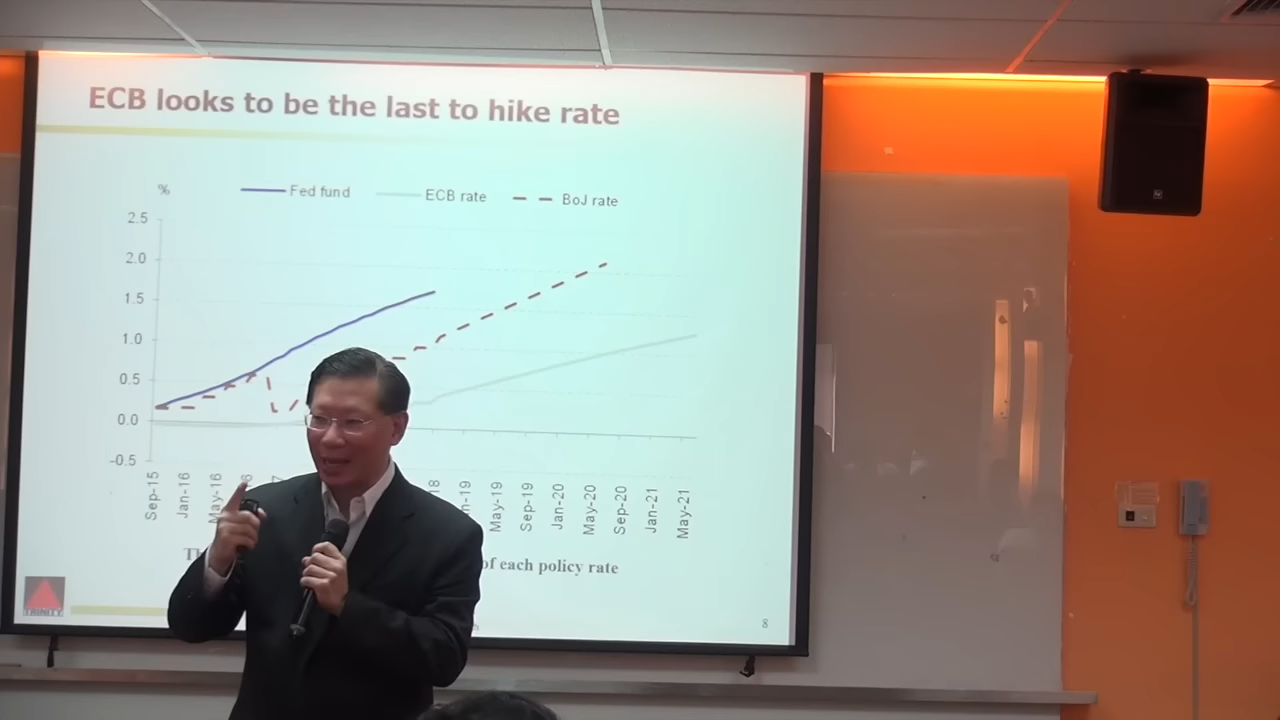 ECB looks to be the last to hike rate
% Fed fund ECB rate BoJ rate
2.5
2.0
1.5
1.0
0.5
0.0
-0.5
Sep-15 Jan-16 May-16 May-19 Sep-19 Jan-20 May-20 Sep-20 Jan-21 May-21
of each policy rate
TRINITY
8